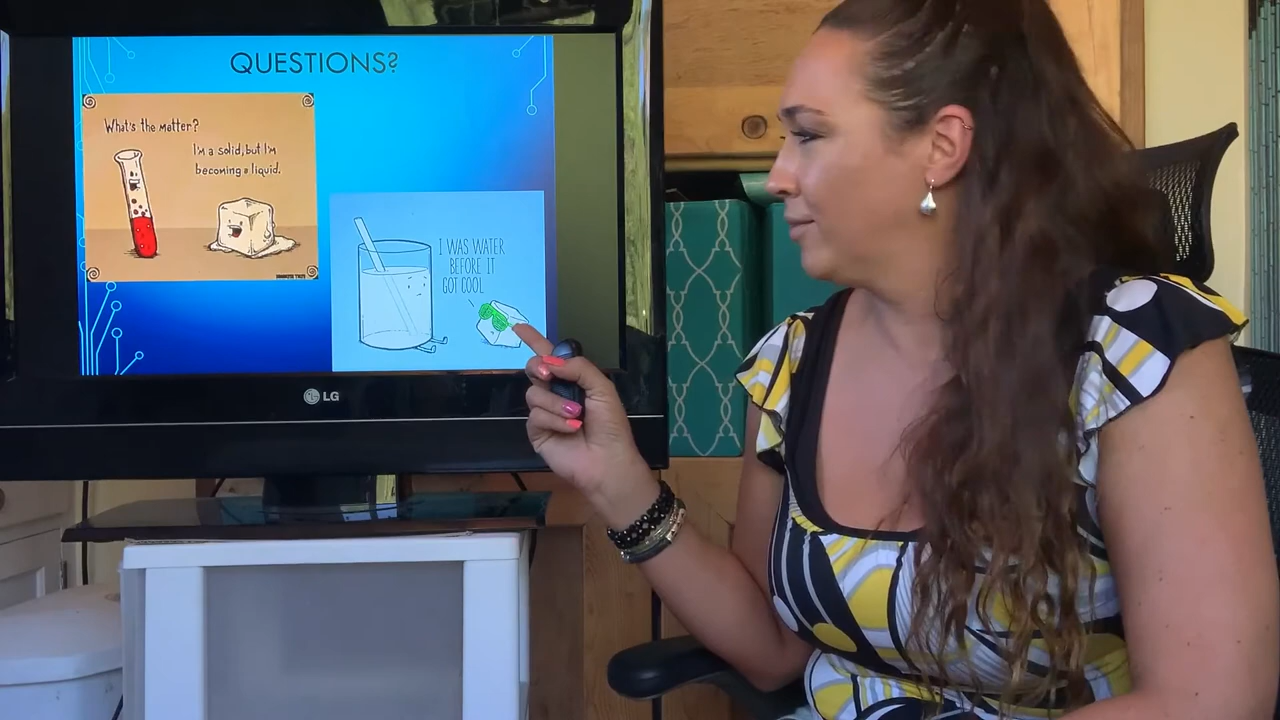 QUESTIONS?
What's the matter?
I'm a solid, but I'm
becoming a liquid.
I WAS WATER
BEFORE IT
GOT COOL
LG